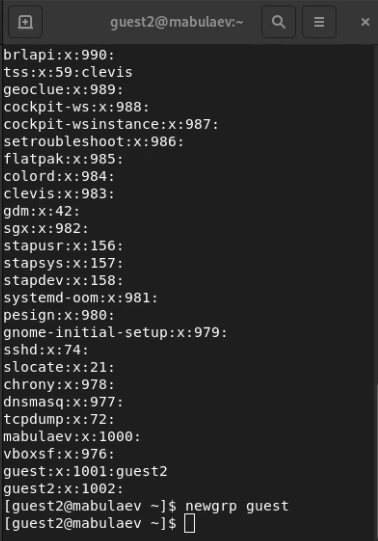 guest2@mabulaev:~
brlapi:x:990:
tss:x:59:clevis
geoclue:x:989:
cockpit-ws:x:988:
cockpit-wsinstance:x:987:
setroubleshoot:x:986:
flatpak:x:985:
colord:x:984:
clevis:x:983:
gdm:x:42:
sgx:x:982:
stapusr:x:156:
stapsys:x:157:
stapdev:x:158:
systemd-oom:x:981:
pesign:x:980:
gnome-initial-setup:x:979:
sshd:x:74:
slocate:x:21:
chrony:x:978:
dnsmasq:x:977:
tcpdump:x:72:
mabulaev:x:1000:
vboxsf:x:976:
guest:x:1001:guest2
guest2:x:1002:
[guest2@mabulaev ~]$ newgrp guest
[guest2@mabulaev ~]$